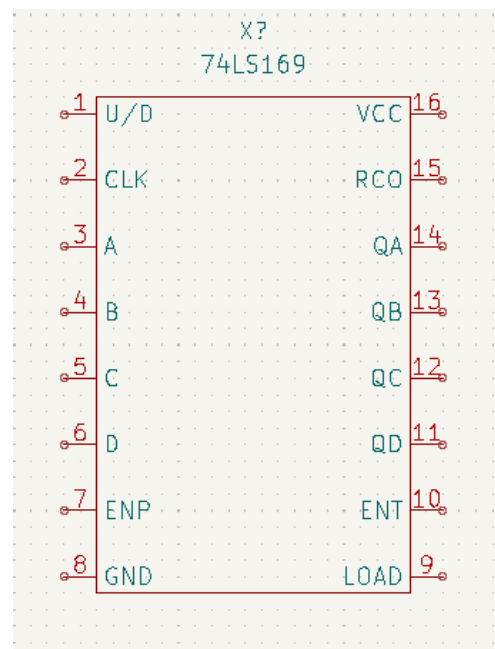 X?
74LS169
1 U/D VCC 16
2 CLK RCO 15
3 A QA 14
4 B QB 13
5 C QC 12
6 D QD 11
7 ENP ENT 10
8 GND LOAD 9